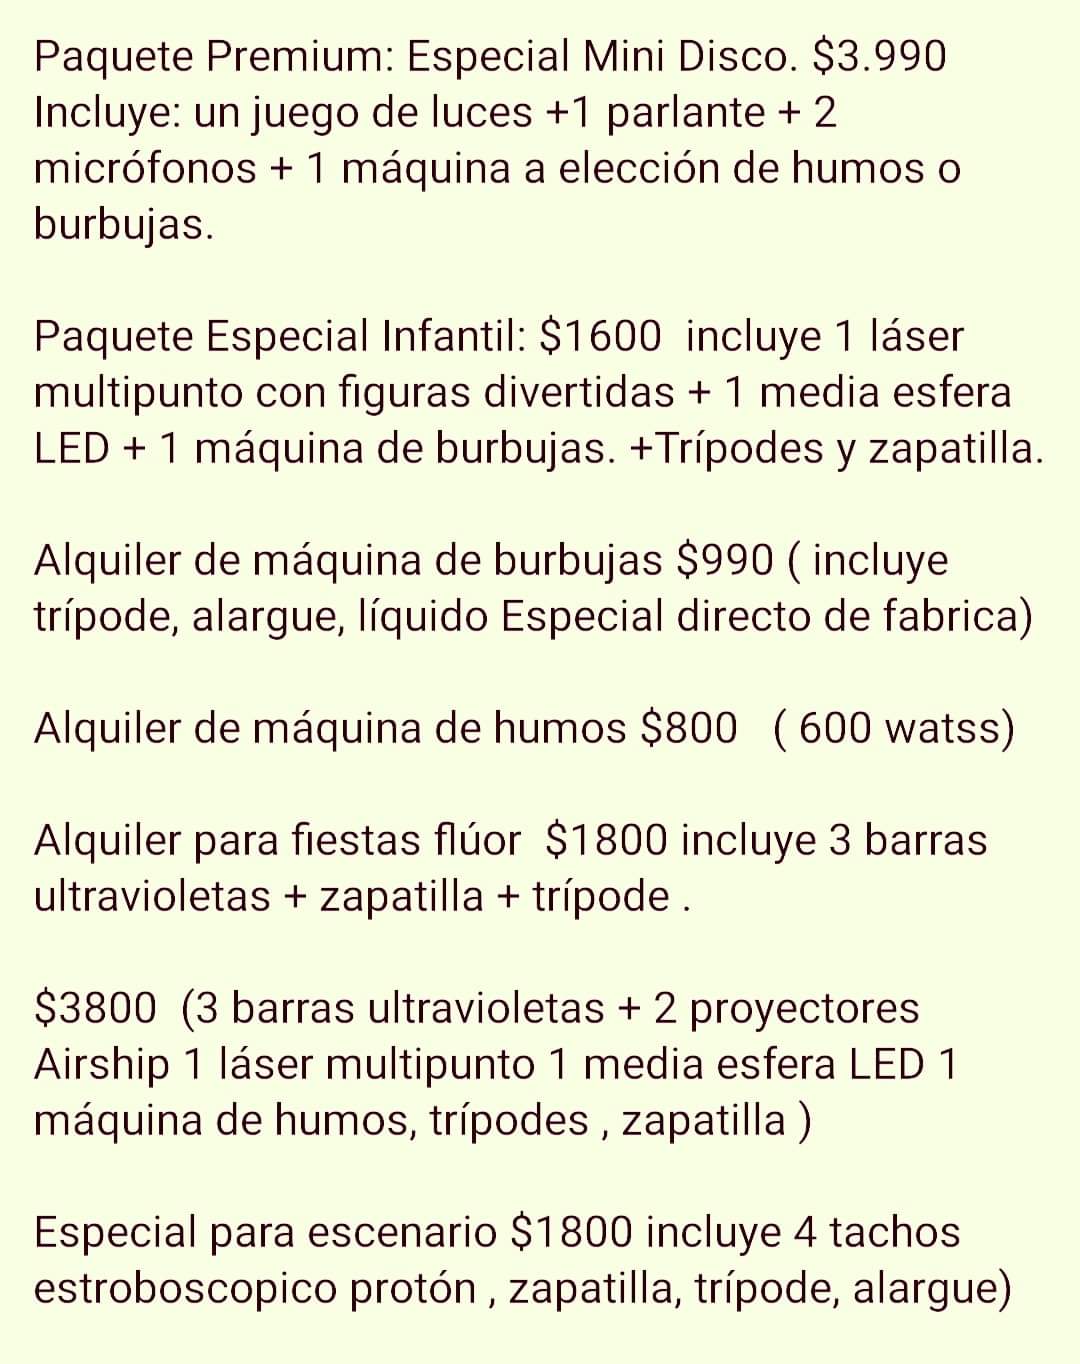 Paquete Premium: Especial Mini Disco. $3.990
Incluye: un juego de luces +1 parlante + 2
micrófonos + 1 máquina a elección de humos o
burbujas.
Paquete Especial Infantil: $1600  incluye 1 láser
multipunto con figuras divertidas + 1 media esfera
LED + 1 máquina de burbujas. +Trípodes y zapatilla.
Alquiler de máquina de burbujas $990 ( incluye
trípode, alargue, líquido Especial directo de fabrica)
Alquiler de máquina de humos $800   ( 600 watss)
Alquiler para fiestas flúor  $1800 incluye 3 barras
ultravioletas + zapatilla + trípode .
$3800  (3 barras ultravioletas + 2 proyectores
Airship 1 láser multipunto 1 media esfera LED 1
máquina de humos, trípodes , zapatilla )
Especial para escenario $1800 incluye 4 tachos
estroboscopico protón , zapatilla, trípode, alargue)